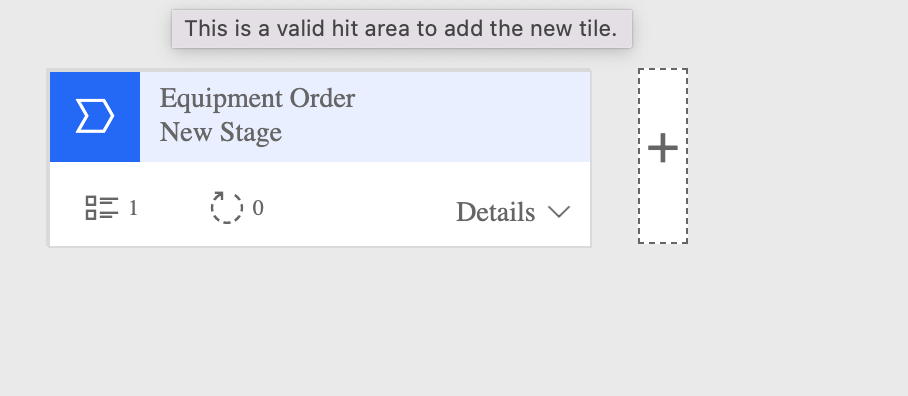 This is a valid hit area to add the new tile.
Equipment Order
New Stage
1
0
Details